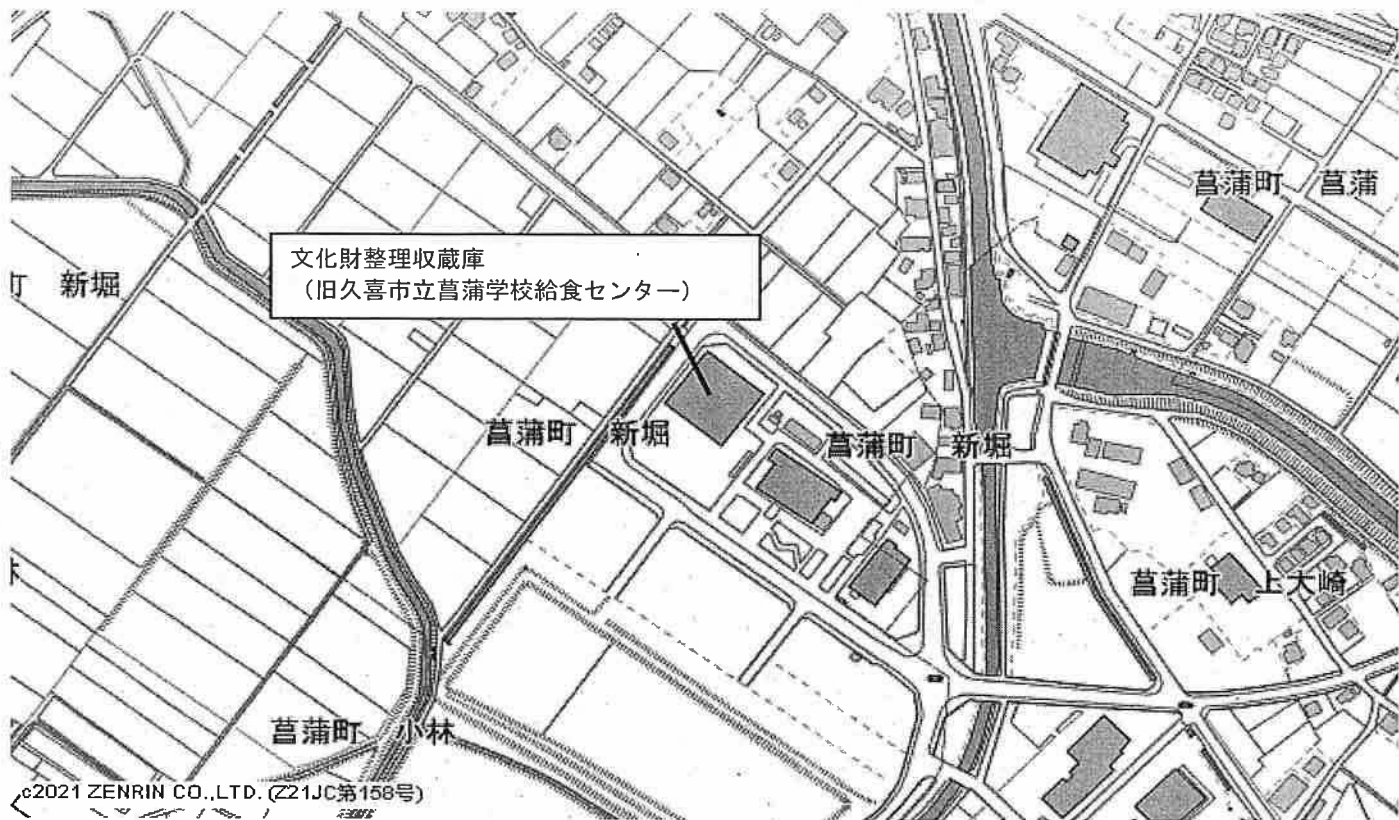 菖蒲町 菖蒲
文化財整理収蔵庫
（旧久喜市立菖蒲学校給食センター）
町 新堀
菖蒲町 新堀
菖蒲町 新堀
菖蒲町 上大崎
林
菖蒲町 小林
c2021 ZENRIN CO.,LTD. (Z21JC第158号)